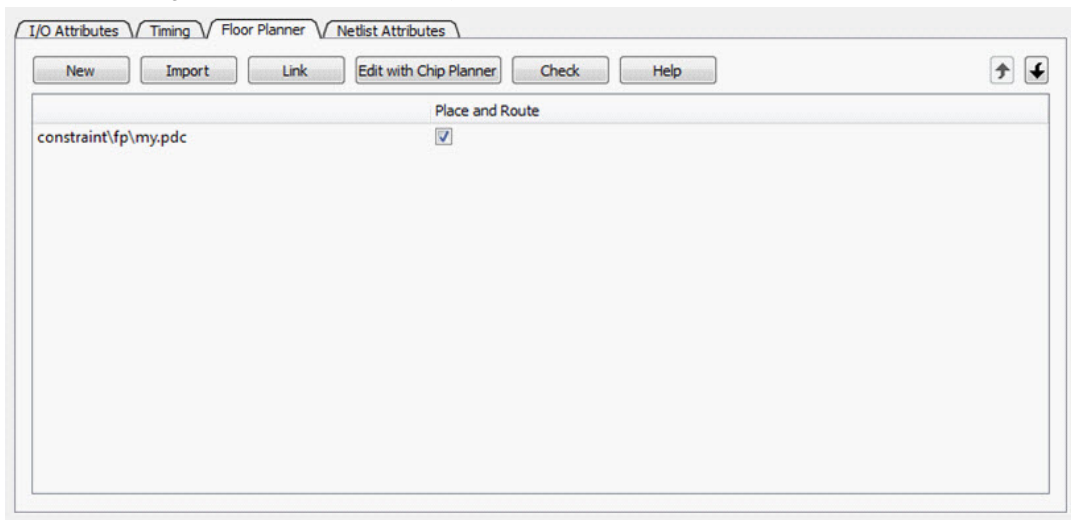 I/O Attributes Timing Floor Planner Netlist Attributes
New Import Link Edit with Chip Planner Check Help
Place and Route
constraint\fp\my.pdc